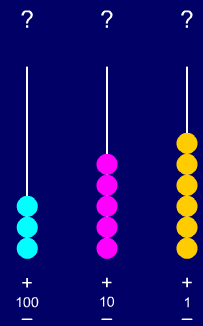 ? ? ?
+ + +
100 10 1
– – –